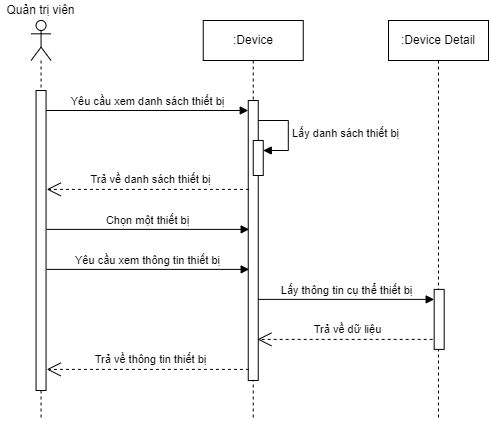 Quản trị viên
:Device
:Device Detail
Yêu cầu xem danh sách thiết bị
Lấy danh sách thiết bị
Trả về danh sách thiết bị
Chọn một thiết bị
Yêu cầu xem thông tin thiết bị
Lấy thông tin cụ thể thiết bị
Trả về dữ liệu
Trả về thông tin thiết bị